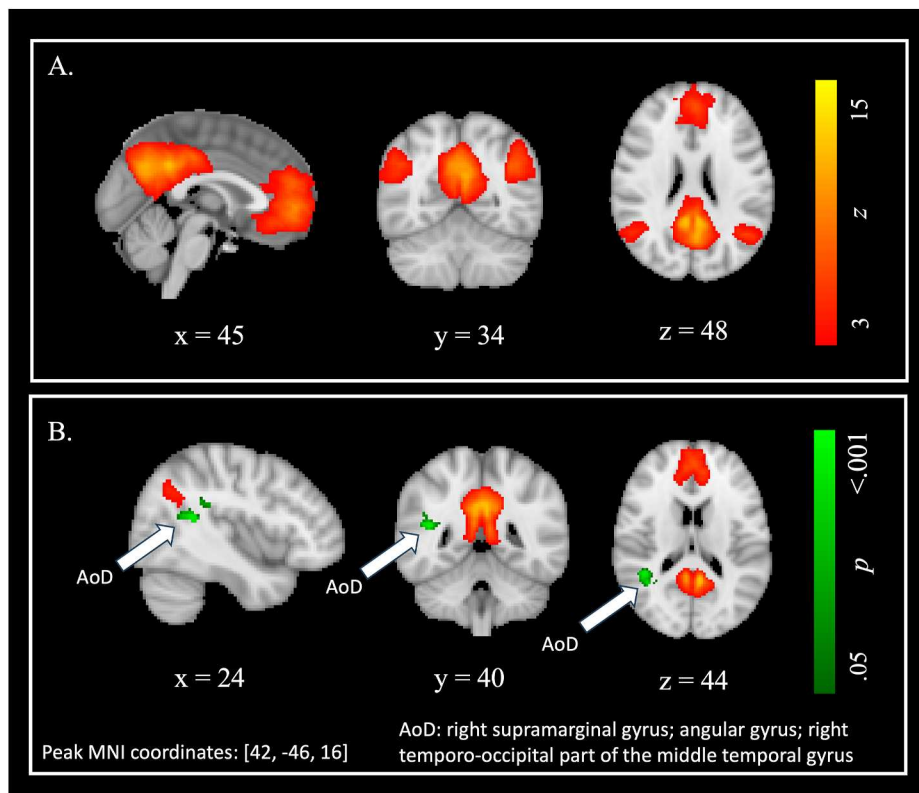 A.
x = 45
y = 34
z = 48
3 z 15
B.
AoD
AoD
AoD
x = 24
y = 40
z = 44
.05 p <.001
Peak MNI coordinates: [42, -46, 16]
AoD: right supramarginal gyrus; angular gyrus; right
temporo-occipital part of the middle temporal gyrus